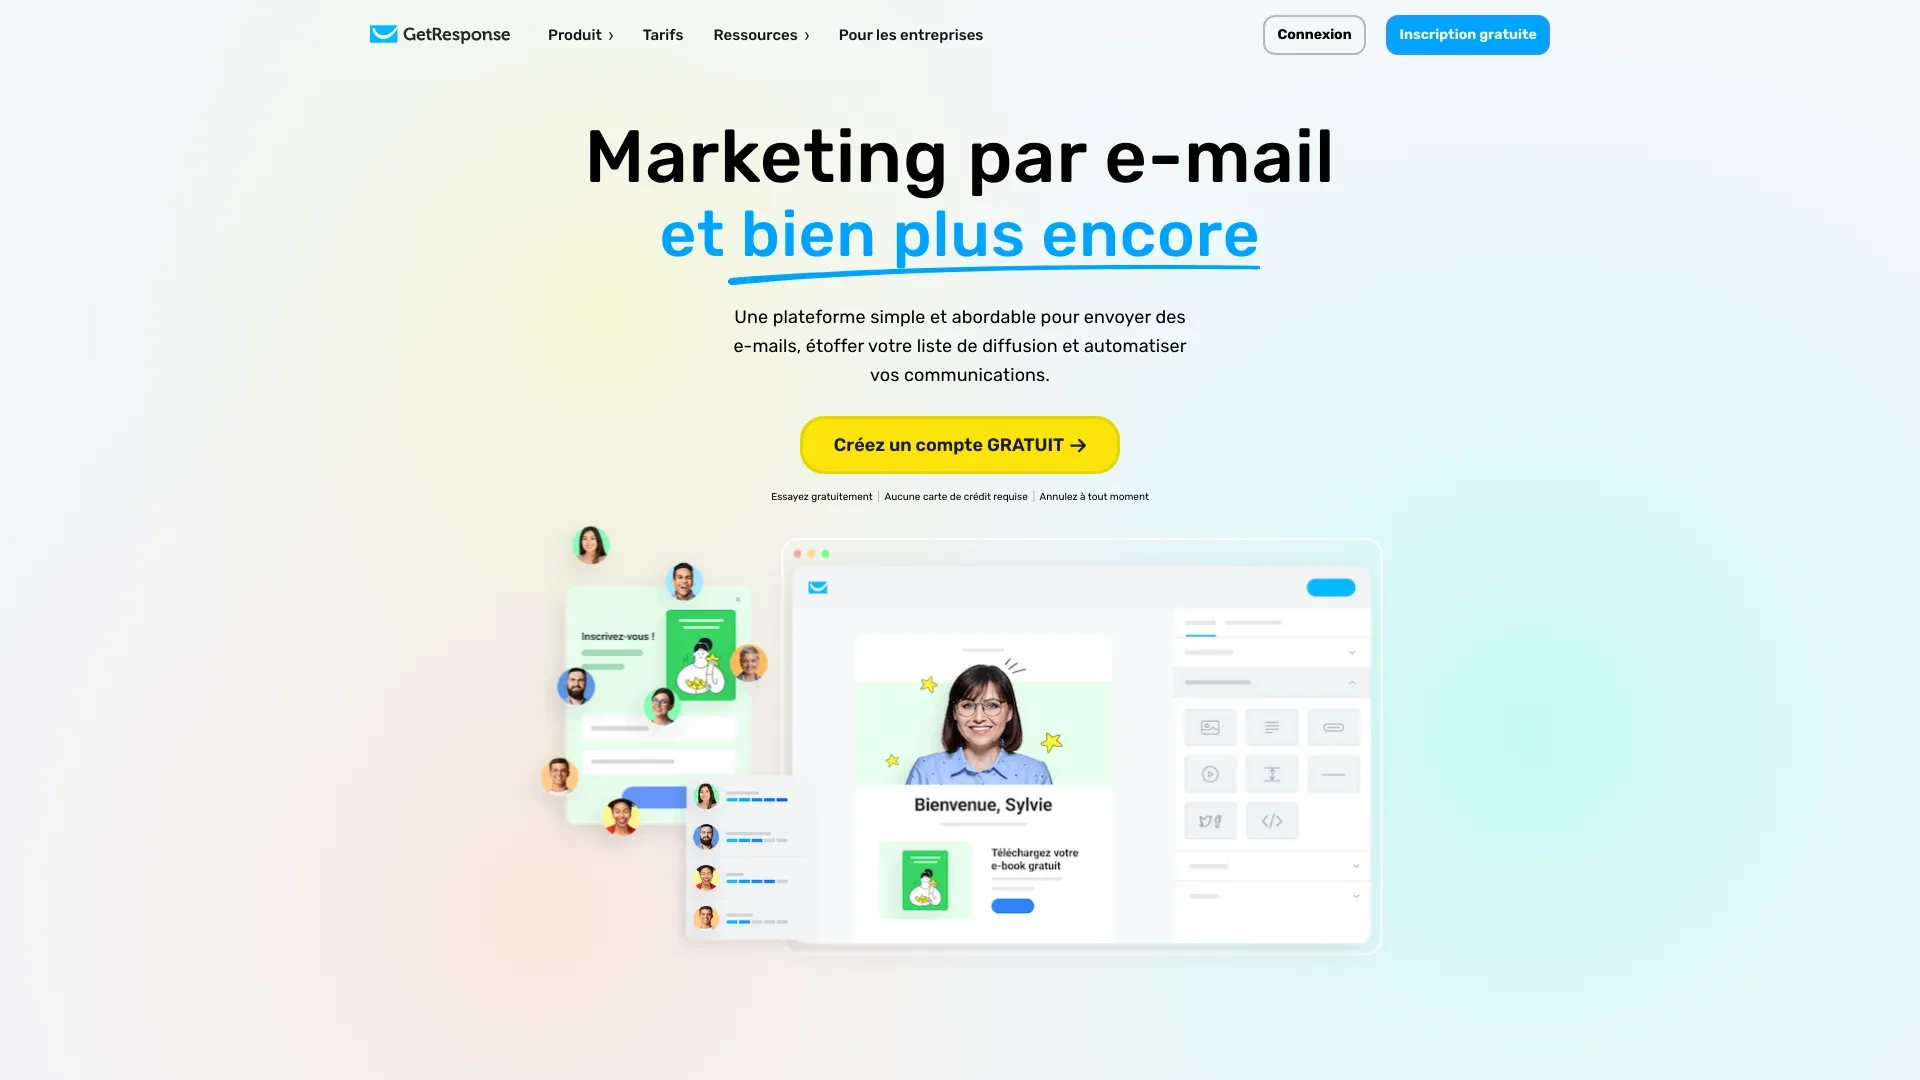 GetResponse
Produit ›
Tarifs
Ressources ›
Pour les entreprises
Connexion
Inscription gratuite
Marketing par e-mail
et bien plus encore
Une plateforme simple et abordable pour envoyer des
e-mails, étoffer votre liste de diffusion et automatiser
vos communications.
Créez un compte GRATUIT →
Essayez gratuitement | Aucune carte de crédit requise | Annulez à tout moment
Inscrivez-vous !
Bienvenue, Sylvie
Téléchargez votre
e-book gratuit